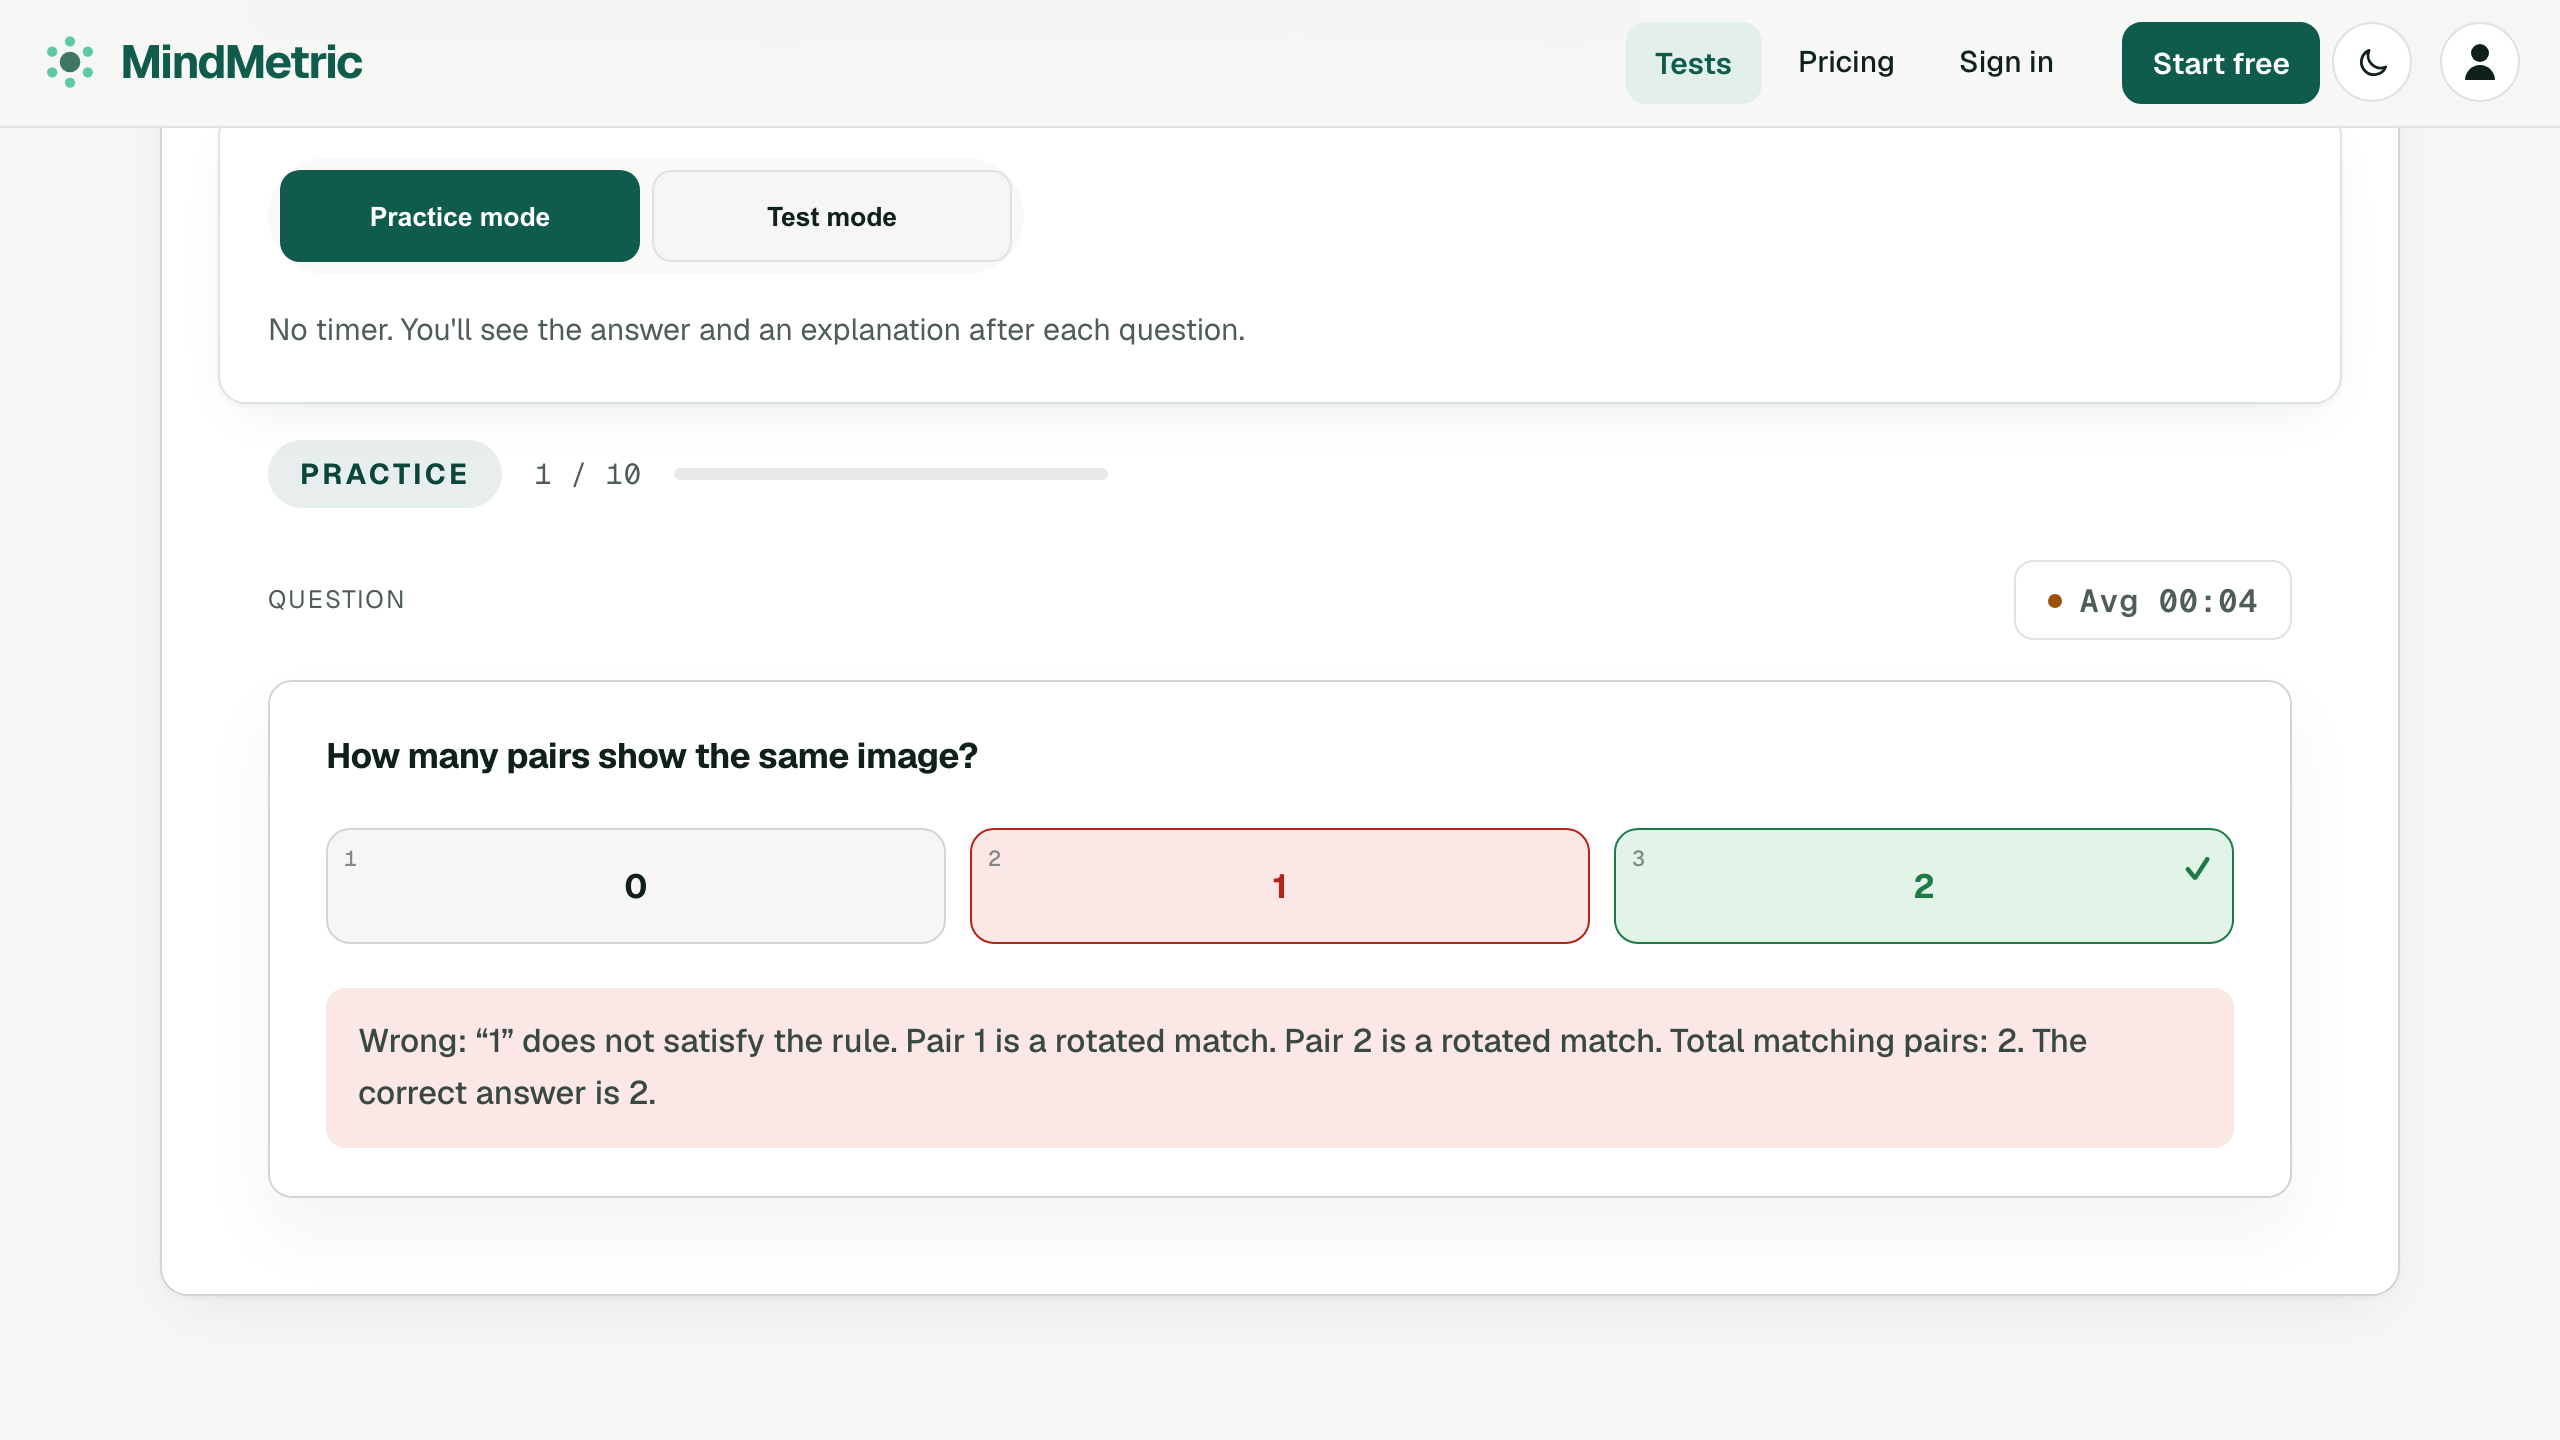 MindMetric
Tests
Pricing
Sign in
Start free
Practice mode
Test mode
No timer. You'll see the answer and an explanation after each question.
PRACTICE
1 / 10
QUESTION
Avg 00:04
How many pairs show the same image?
1
0
2
1
3
2
Wrong: “1” does not satisfy the rule. Pair 1 is a rotated match. Pair 2 is a rotated match. Total matching pairs: 2. The
correct answer is 2.